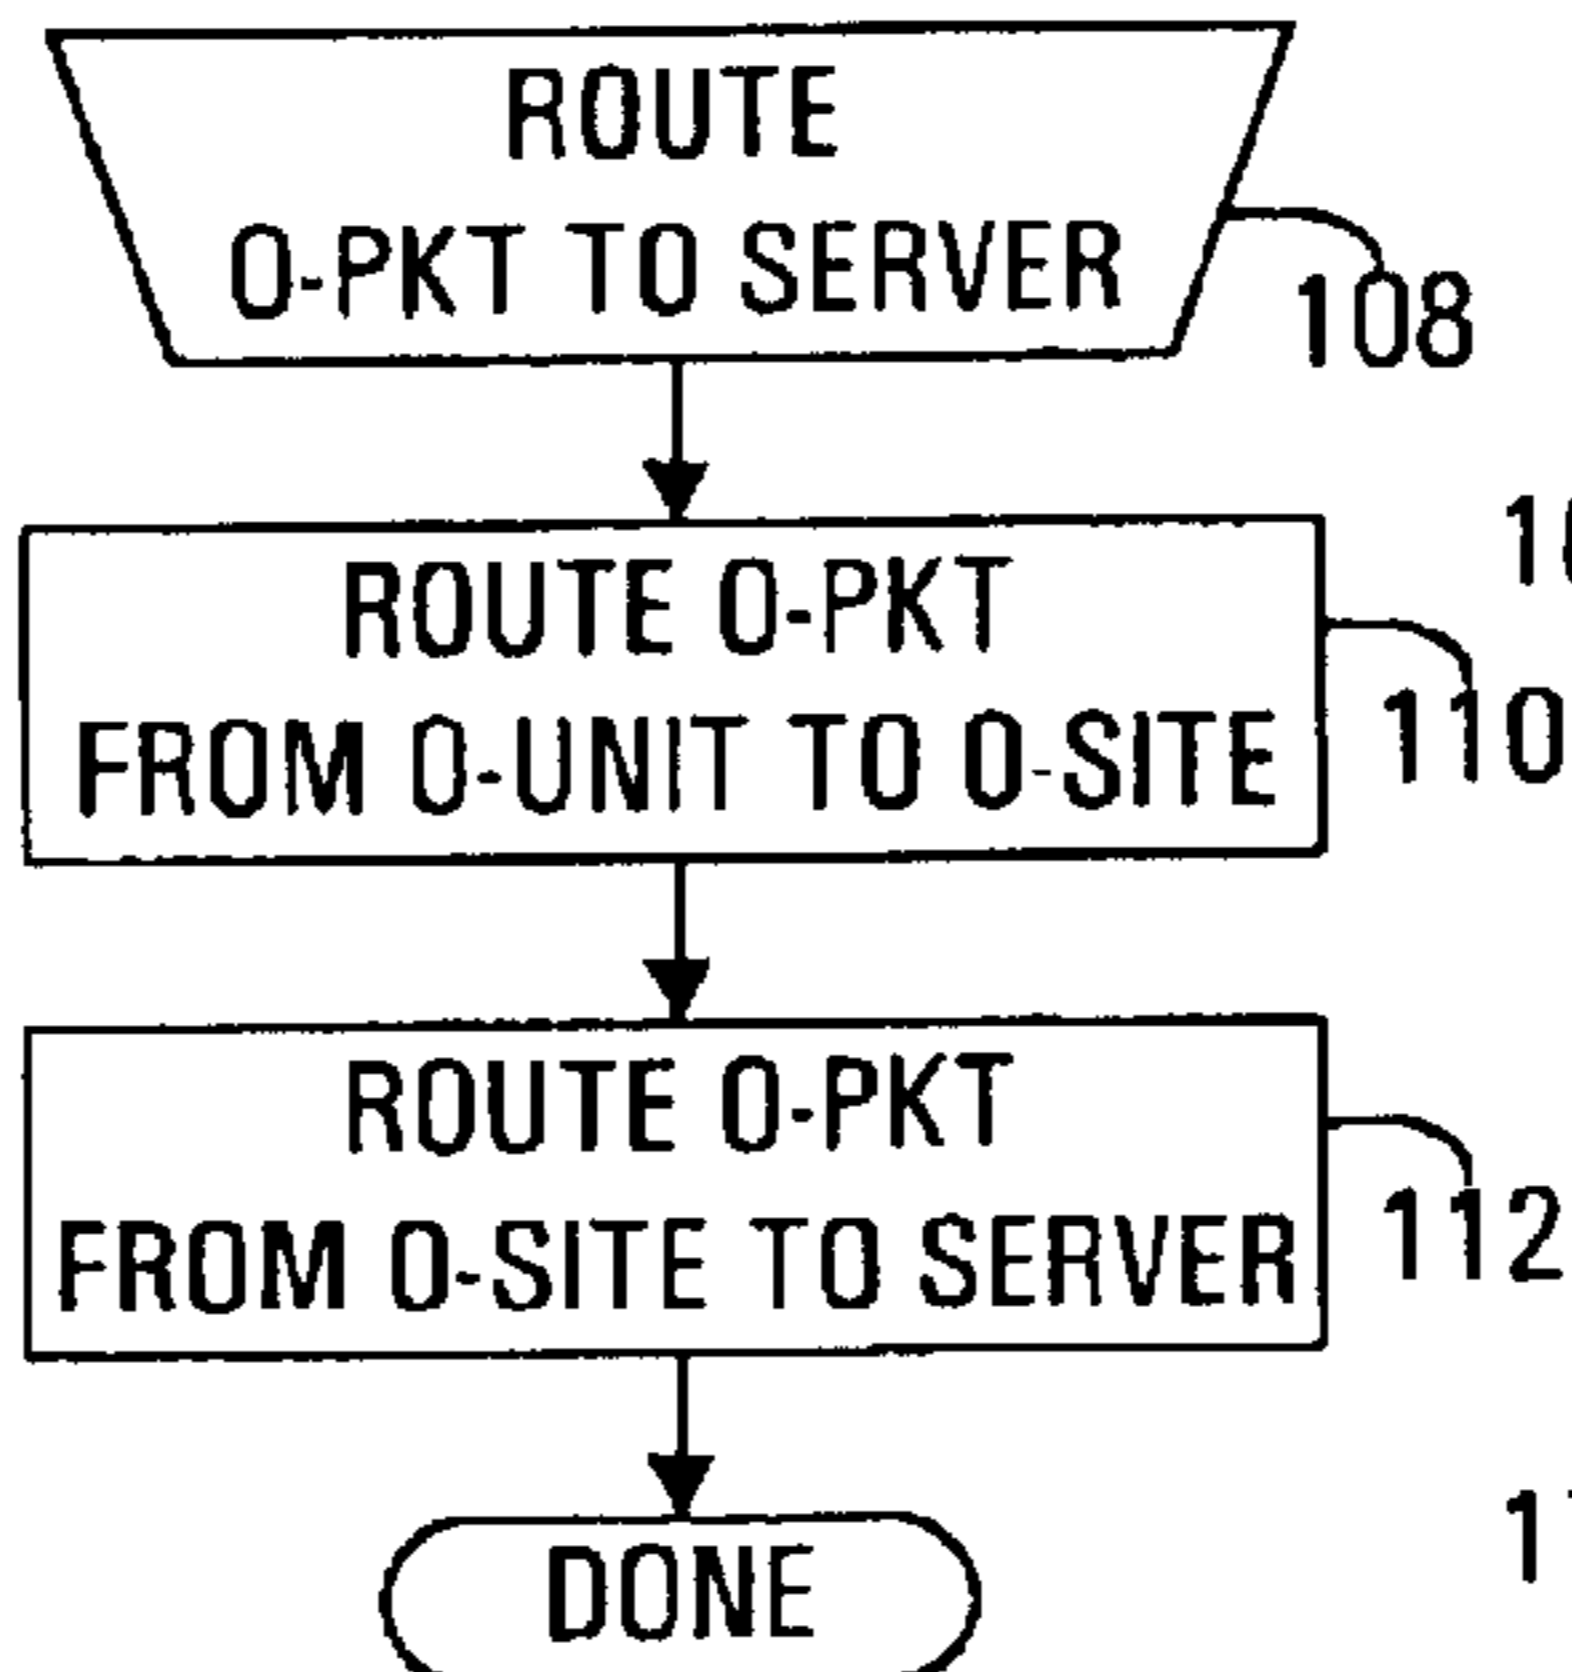 ROUTE
O-PKT TO SERVER
108
ROUTE O-PKT
FROM O-UNIT TO O-SITE
110
ROUTE O-PKT
FROM O-SITE TO SERVER
112
DONE